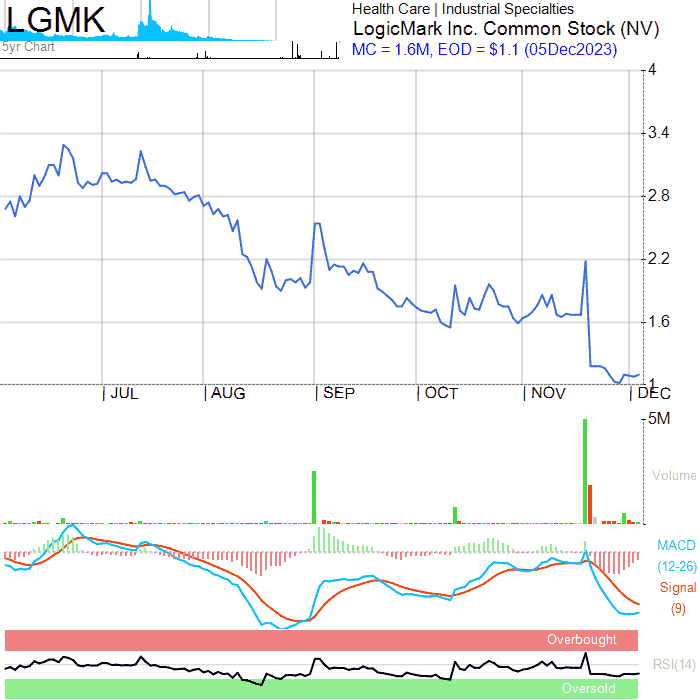 LGMK
5yr Chart
Health Care | Industrial Specialties
LogicMark Inc. Common Stock (NV)
MC = 1.6M, EOD = $1.1 (05Dec2023)
4
3.4
2.8
2.2
1.6
1
| JUL | AUG | SEP | OCT | NOV | DEC
5M
Volume
MACD
(12-26)
Signal
(9)
Overbought
RSI(14)
Oversold